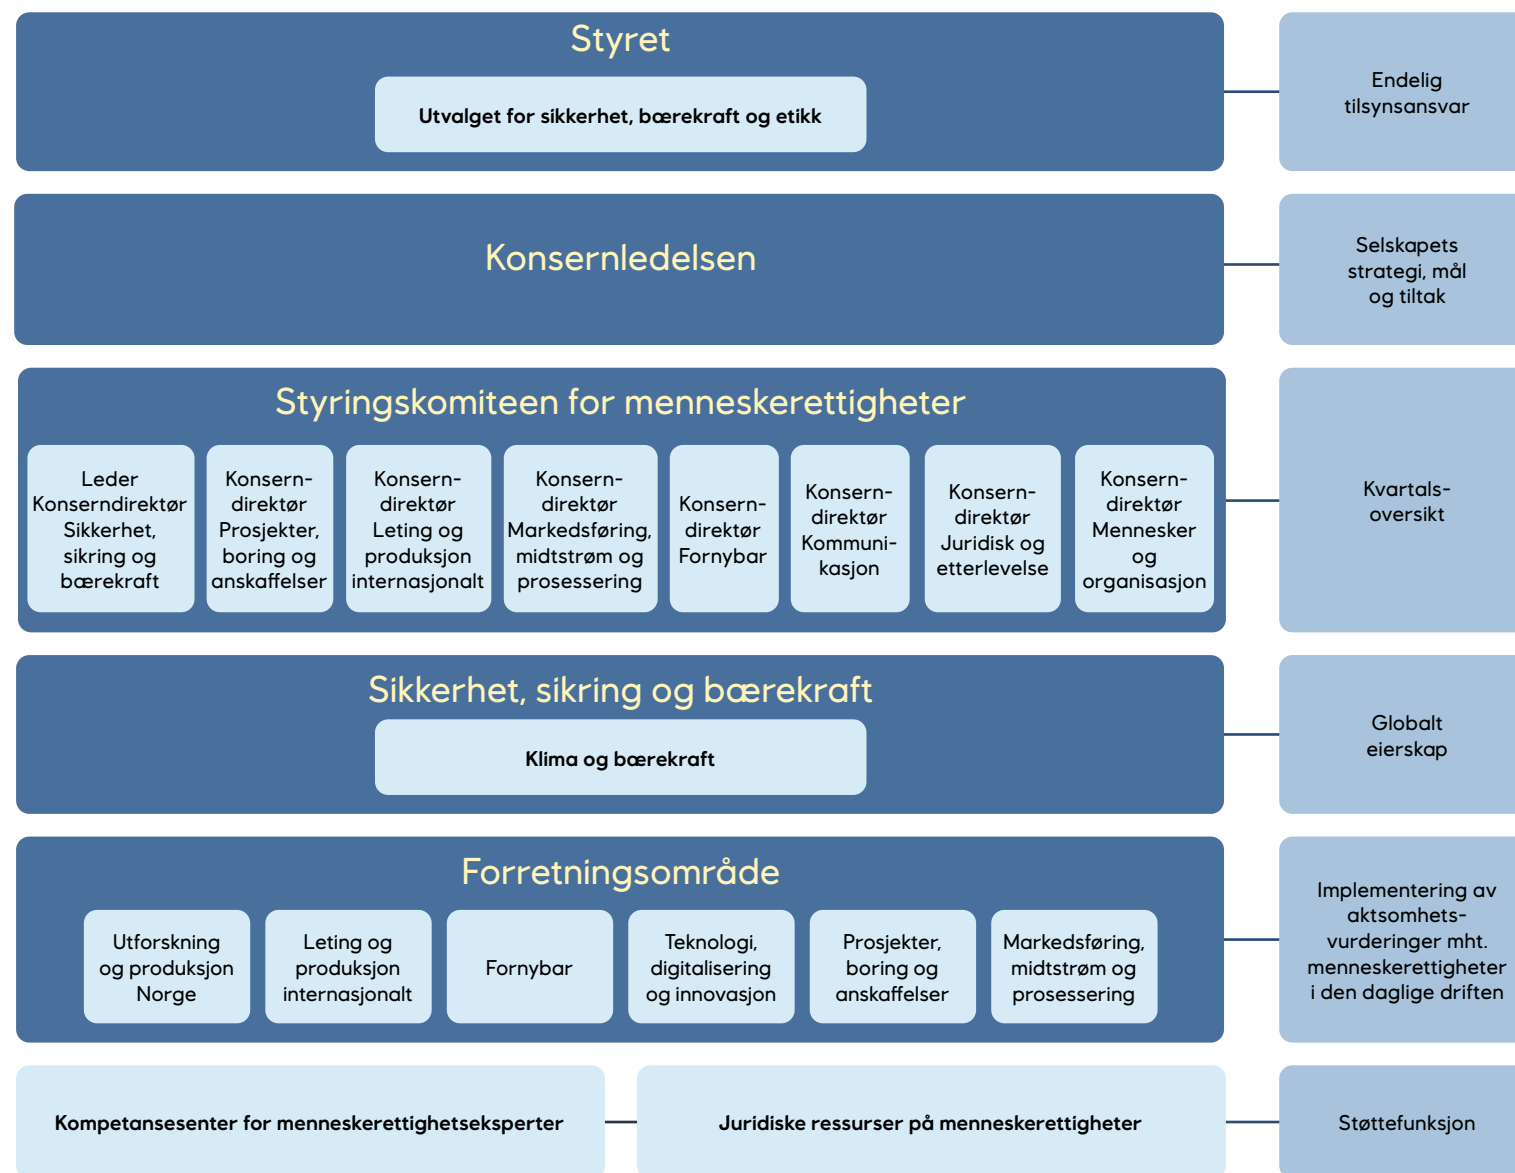 Styret
Utvalget for sikkerhet, bærekraft og etikk
Endelig
tilsynsansvar
Konsernledelsen
Selskapets
strategi, mål
og tiltak
Styringskomiteen for menneskerettigheter
Leder
Konserndirektør
Sikkerhet,
sikring og
bærekraft
Konsern-
direktør
Prosjekter,
boring og
anskaffelser
Konsern-
direktør
Leting og
produksjon
internasjonalt
Konsern-
direktør
Markedsføring,
midtstrøm og
prosessering
Konsern-
direktør
Fornybar
Konsern-
direktør
Kommuni-
kasjon
Konsern-
direktør
Juridisk og
etterlevelse
Konsern-
direktør
Mennesker
og
organisasjon
Kvartals-
oversikt
Sikkerhet, sikring og bærekraft
Klima og bærekraft
Globalt
eierskap
Forretningsområde
Utforskning
og produksjon
Norge
Leting og
produksjon
internasjonalt
Fornybar
Teknologi,
digitalisering
og innovasjon
Prosjekter,
boring og
anskaffelser
Markedsføring,
midtstrøm og
prosessering
Implementering av
aktsomhets-
vurderinger mht.
menneskerettigheter
i den daglige driften
Kompetansesenter for menneskerettighetseksperter
Juridiske ressurser på menneskerettigheter
Støttefunksjon